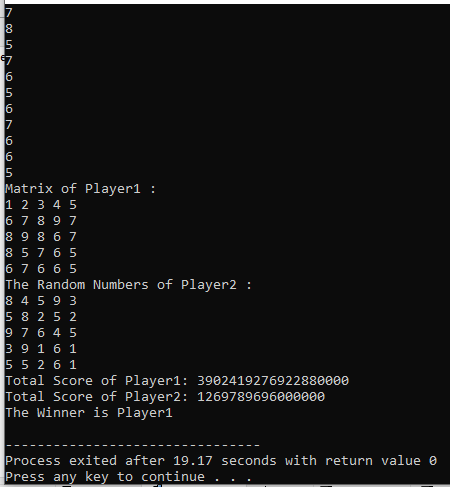 7
8
5
7
6
5
6
7
6
6
5
Matrix of Player1 :
1 2 3 4 5
6 7 8 9 7
8 9 8 6 7
8 5 7 6 5
6 7 6 6 5
The Random Numbers of Player2 :
8 4 5 9 3
5 8 2 5 2
9 7 6 4 5
3 9 1 6 1
5 5 2 6 1
Total Score of Player1: 3902419276922880000
Total Score of Player2: 1269789696000000
The Winner is Player1
--------------------------------
Process exited after 19.17 seconds with return value 0
Press any key to continue . . .